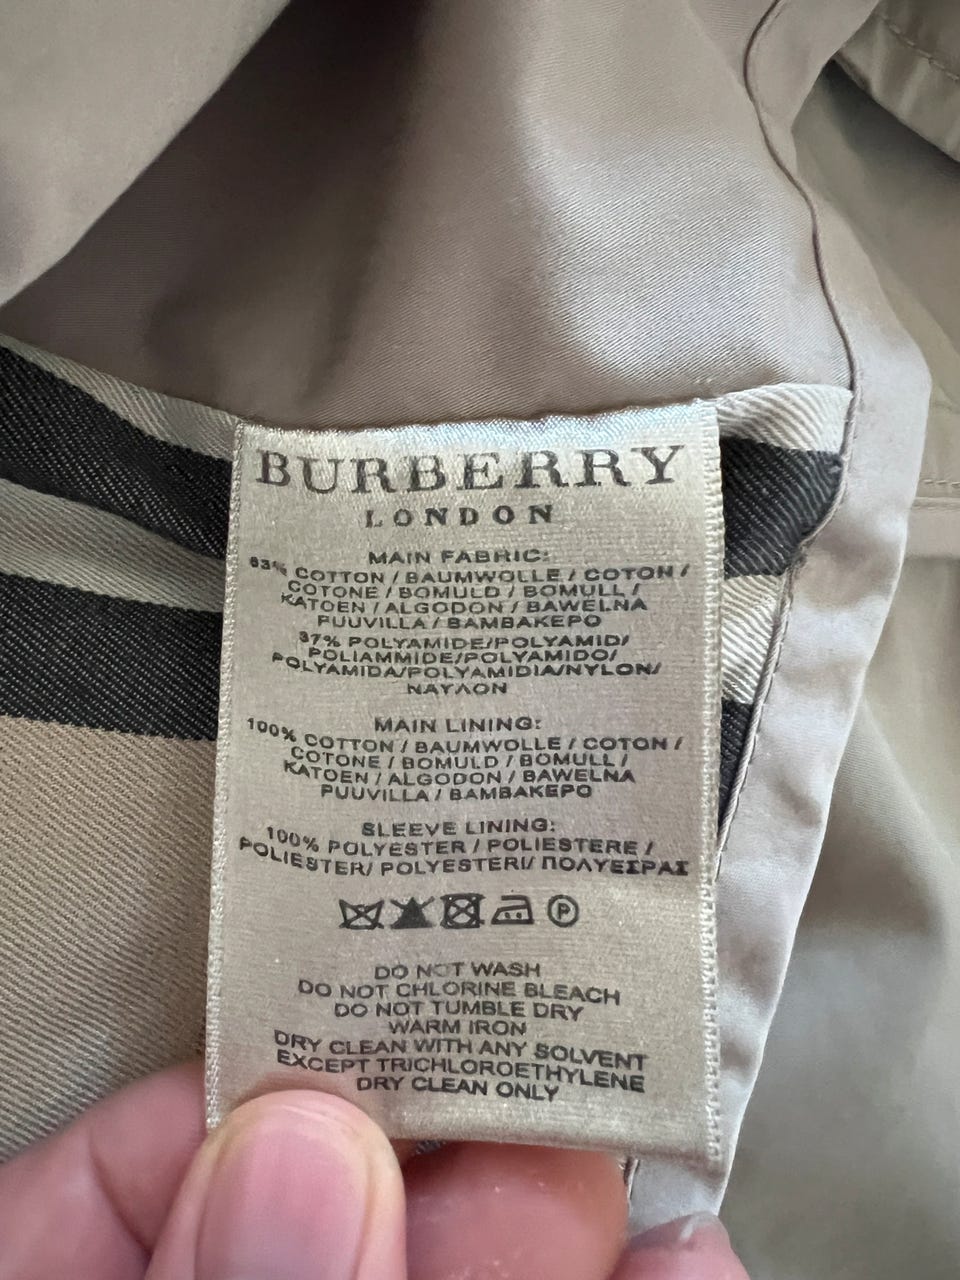 BURBERRY
LONDON
MAIN FABRIC:
63% COTTON / BAUMWOLLE / COTON /
COTONE / BOMULD / BOMULL /
KATOEN / ALGODON / BAWELNA
PUUVILLA / BAMBAKEPO
37% POLYAMIDE/POLYAMID/
POLIAMMIDE/POLYAMIDO/
POLYAMIDA/POLYAMIDIA/NYLON/
ΝΑΥΛΟΝ
MAIN LINING:
100% COTTON / BAUMWOLLE / COTON /
COTONE / BOMULD / BOMULL /
KATOEN / ALGODON / BAWELNA
PUUVILLA / BAMBAKEPO
SLEEVE LINING:
100% POLYESTER / POLIESTERE /
POLIESTER/ POLYESTERI/ ΠΟΛΥΕΣΡΑΣ
P
DO NOT WASH
DO NOT CHLORINE BLEACH
DO NOT TUMBLE DRY
WARM IRON
DRY CLEAN WITH ANY SOLVENT
EXCEPT TRICHLOROETHYLENE
DRY CLEAN ONLY